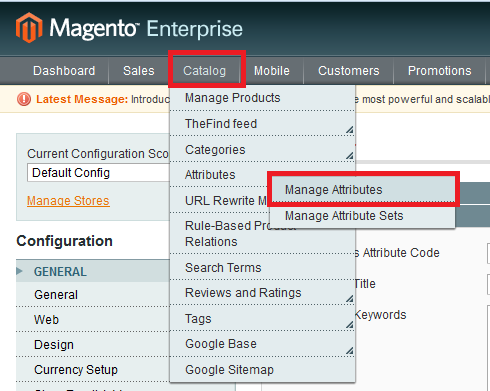 Magento Enterprise
Dashboard Sales Catalog Mobile Customers Promotions
Latest Message: Introduc e most powerful and scalabl
Manage Products
TheFind feed
Categories
Attributes
Manage Attributes
Manage Attribute Sets
URL Rewrite M
Rule-Based Product
Relations
Search Terms
Reviews and Ratings
Tags
Google Base
Google Sitemap
Current Configuration Sco
Default Config
Manage Stores
Configuration
GENERAL
General
Web
Design
Currency Setup
s Attribute Code
Title
Keywords